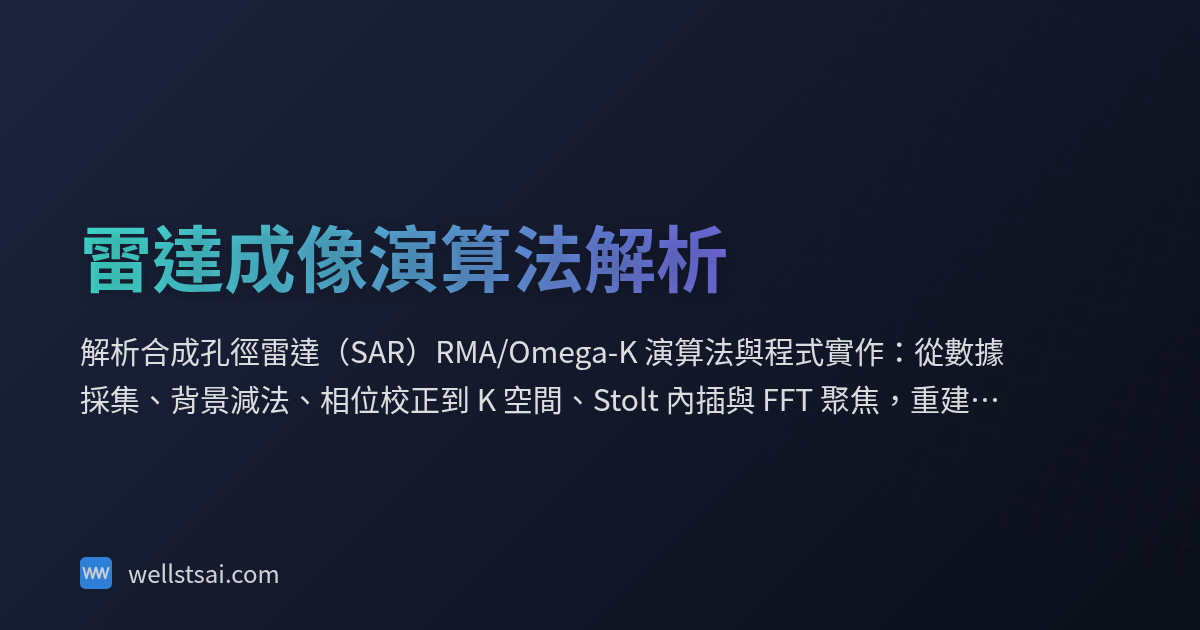 雷達成像演算法解析
解析合成孔徑雷達（SAR）RMA/Omega-K 演算法與程式實作：從數據
採集、背景減法、相位校正到 K 空間、Stolt 內插與 FFT 聚焦，重建…
wellstsai.com